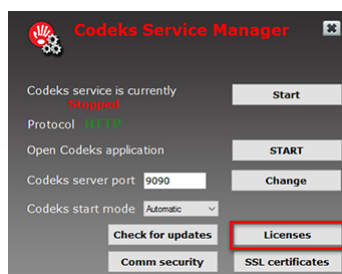 Codeks Service Manager
Codeks service is currently
Stopped
Start
Protocol HTTP
Open Codeks application
START
Codeks server port 9090
Change
Codeks start mode Automatic
Check for updates
Licenses
Comm security
SSL certificates